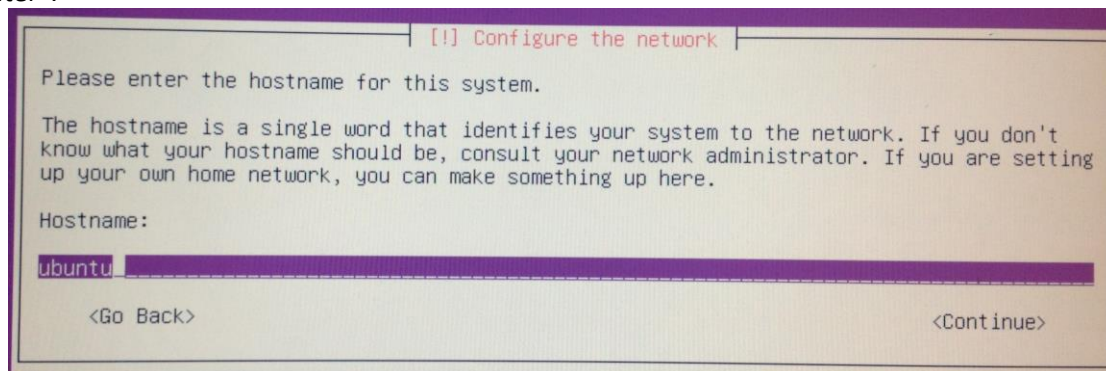 [!] Configure the network
Please enter the hostname for this system.
The hostname is a single word that identifies your system to the network. If you don't
know what your hostname should be, consult your network administrator. If you are setting
up your own home network, you can make something up here.
Hostname:
ubuntu
<Go Back> <Continue>